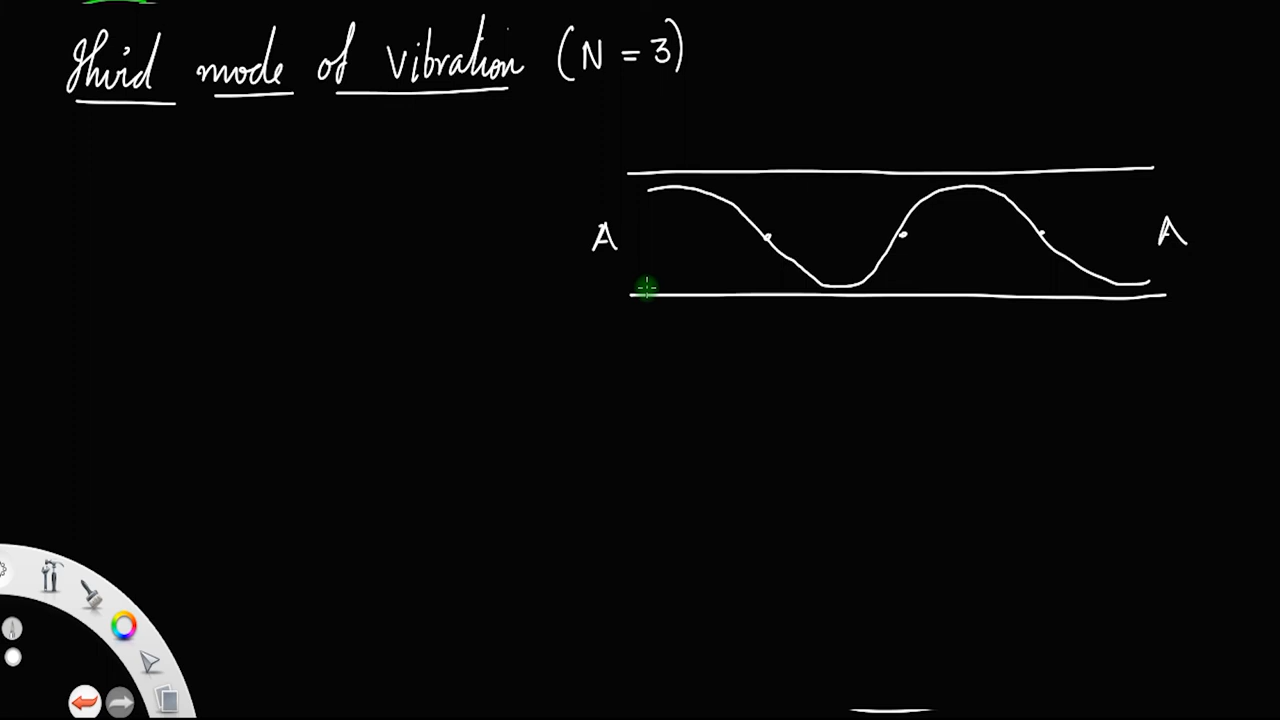 Third mode of vibration (N = 3)
A A